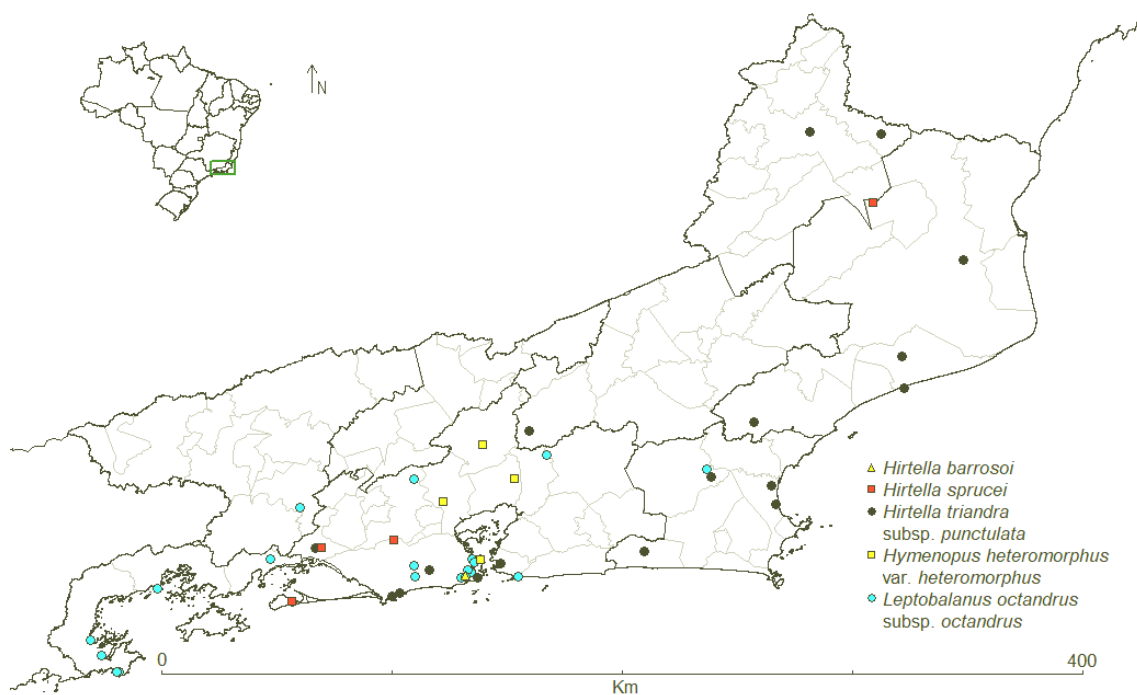 N
Hirtella barrosoi
Hirtella sprucei
Hirtella triandra
subsp. punctulata
Hymenopus heteromorphus
var. heteromorphus
Leptobalanus octandrus
subsp. octandrus
0
400
Km